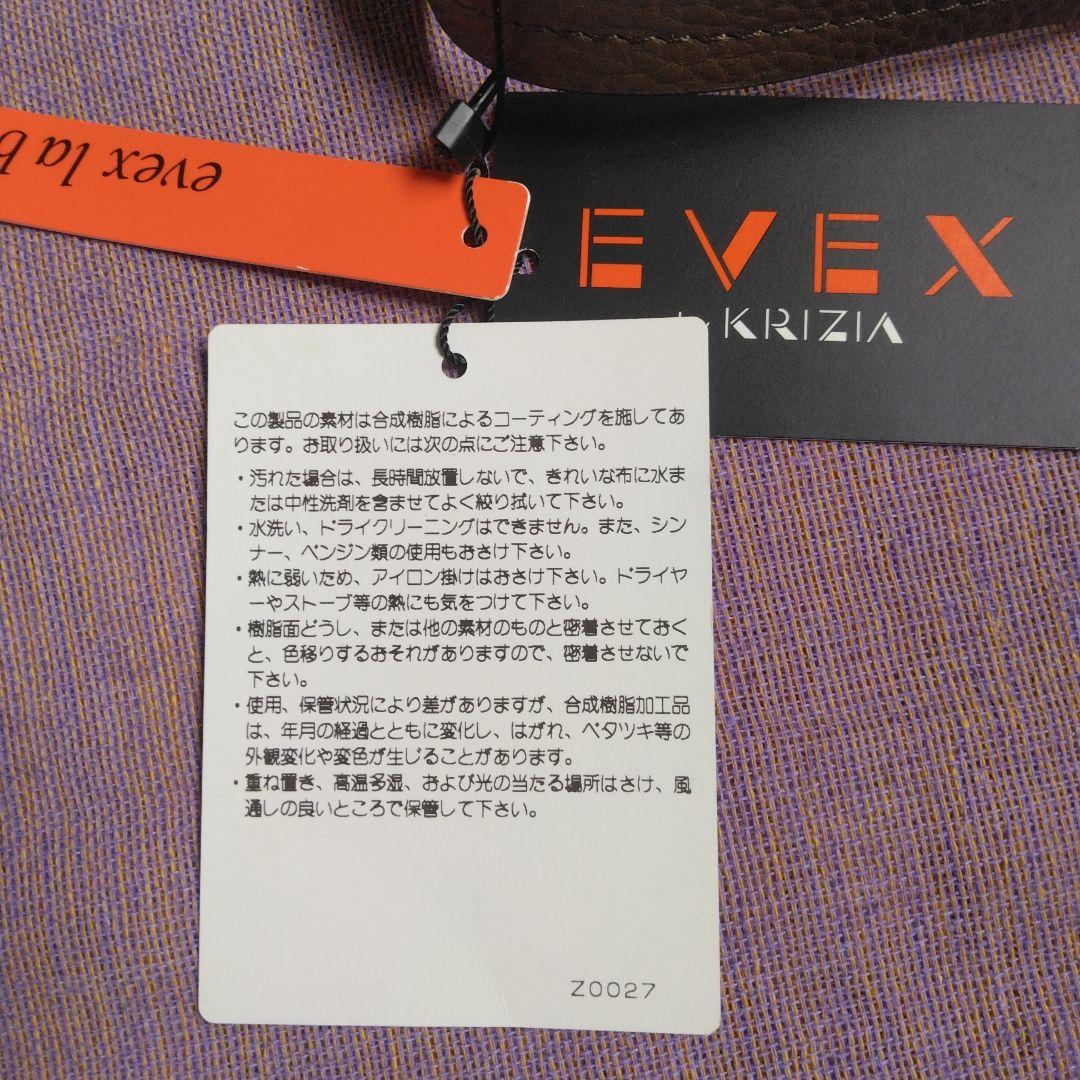 evex la b
EVEX
by KRIZIA
この製品の素材は合成樹脂によるコーティングを施してあ
ります。お取り扱いには次の点にご注意下さい。
・汚れた場合は、長時間放置しないで、きれいな布に水ま
たは中性洗剤を含ませてよく絞り拭いて下さい。
・水洗い、ドライクリーニングはできません。また、シン
ナー、ベンジン類の使用もおさけ下さい。
・熱に弱いため、アイロン掛けはおさけ下さい。ドライヤ
ーやストーブ等の熱にも気をつけて下さい。
・樹脂面どうし、または他の素材のものと密着させておく
と、色移りするおそれがありますので、密着させないで
下さい。
・使用、保管状況により差がありますが、合成樹脂加工品
は、年月の経過とともに変化し、はがれ、ベタツキ等の
外観変化や変色が生じることがあります。
・重ね置き、高温多湿、および光の当たる場所はさけ、風
通しの良いところで保管して下さい。
Z0027